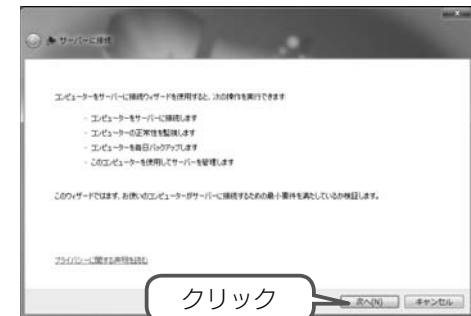 サーバーに接続
コンピューターをサーバーに接続ウィザードを使用すると、次の操作を実行できます:
- コンピューターをサーバーに接続します
- コンピューターの正常性を監視します
- コンピューターを毎日バックアップします
- このコンピューターを使用してサーバーを管理します
このウィザードではまず、お使いのコンピューターがサーバーに接続するための最小要件を満たしているか検証します。
プライバシーに関する声明を読む
クリック
次へ(N)
キャンセル